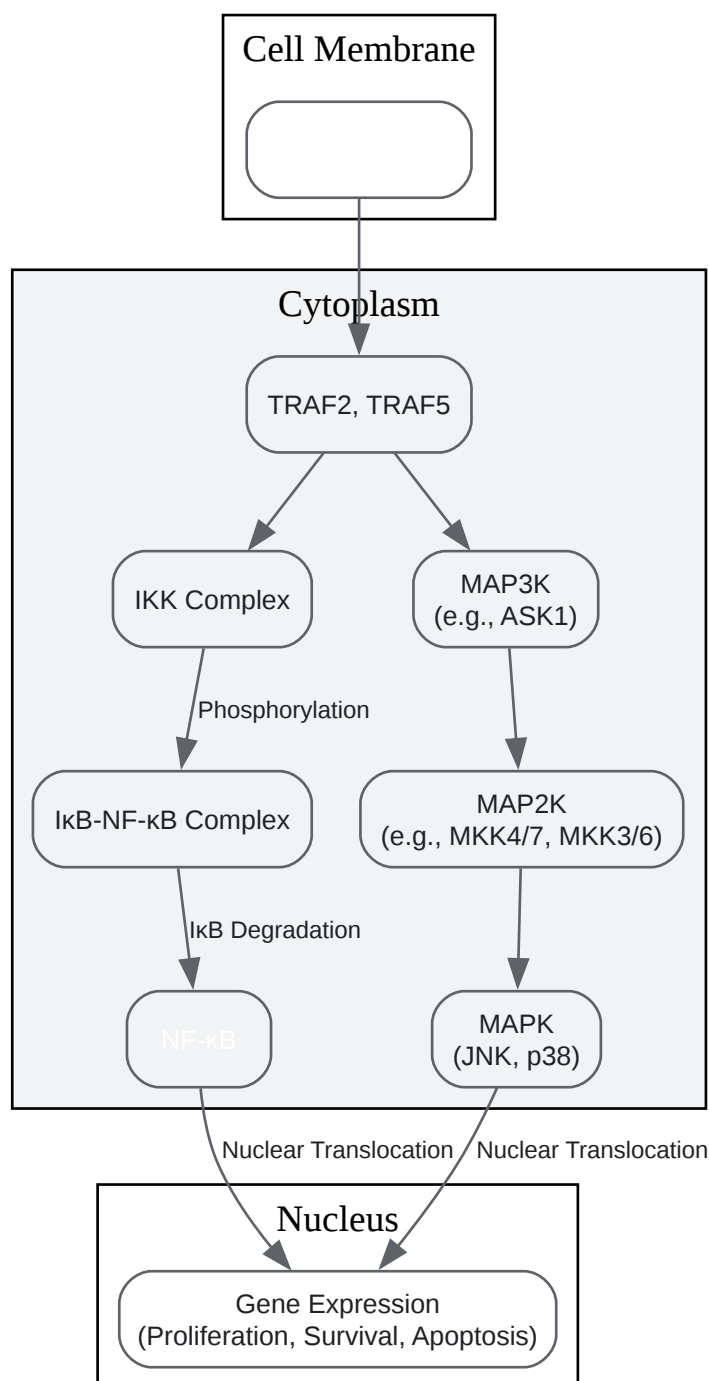 Cell Membrane
Cytoplasm
TRAF2, TRAF5
IKK Complex
MAP3K
(e.g., ASK1)
Phosphorylation
IκB-NF-κB Complex
MAP2K
(e.g., MKK4/7, MKK3/6)
IκB Degradation
NF-κB
MAPK
(JNK, p38)
Nuclear Translocation
Nuclear Translocation
Nucleus
Gene Expression
(Proliferation, Survival, Apoptosis)